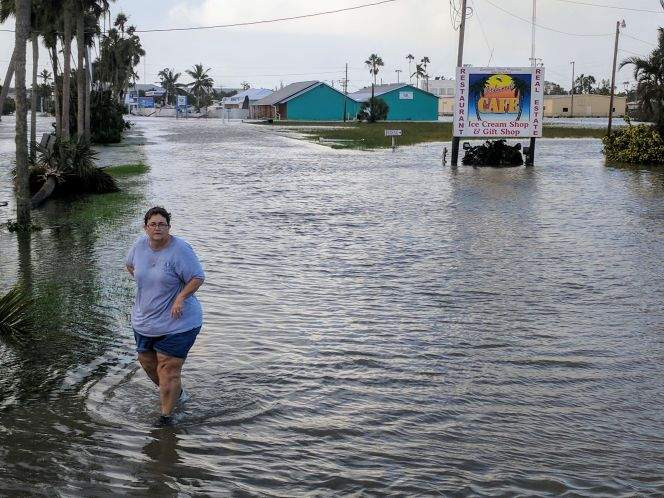 RESTAURANT
CAFE
REAL ESTATE
Ice Cream Shop
& Gift Shop